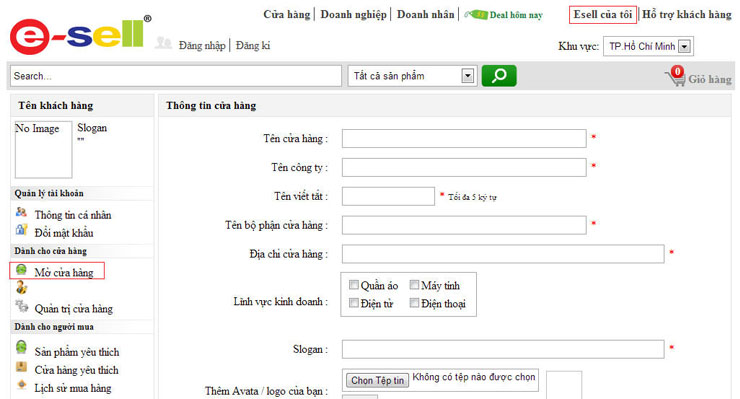 Cửa hàng | Doanh nghiệp | Doanh nhân | Deal hôm nay Esell của tôi | Hỗ trợ khách hàng
e-sell®
Đăng nhập | Đăng kí
Khu vực: TP.Hồ Chí Minh
Search...
Tất cả sản phẩm
0
Giỏ hàng
Tên khách hàng
No Image
Slogan
""
Quản lý tài khoản
Thông tin cá nhân
Đổi mật khẩu
Dành cho cửa hàng
Mở cửa hàng
Quản trị cửa hàng
Dành cho người mua
Sản phẩm yêu thích
Cửa hàng yêu thích
Lịch sử mua hàng
Thông tin cửa hàng
Tên cửa hàng : *
Tên công ty : *
Tên viết tắt : * Tối đa 5 ký tự
Tên bộ phận cửa hàng : *
Địa chỉ cửa hàng : *
Lĩnh vực kinh doanh :
Quần áo Máy tính
Điện tử Điện thoại
Slogan : *
Thêm Avata / logo của bạn : Chọn Tệp tin Không có tệp nào được chọn